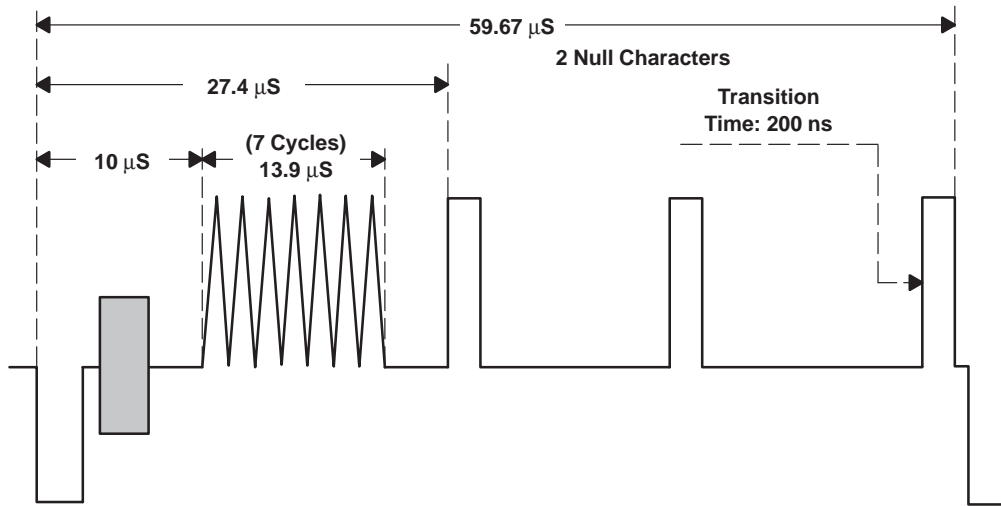 59.67 μS
2 Null Characters
27.4 μS
Transition
Time: 200 ns
(7 Cycles)
10 μS
13.9 μS